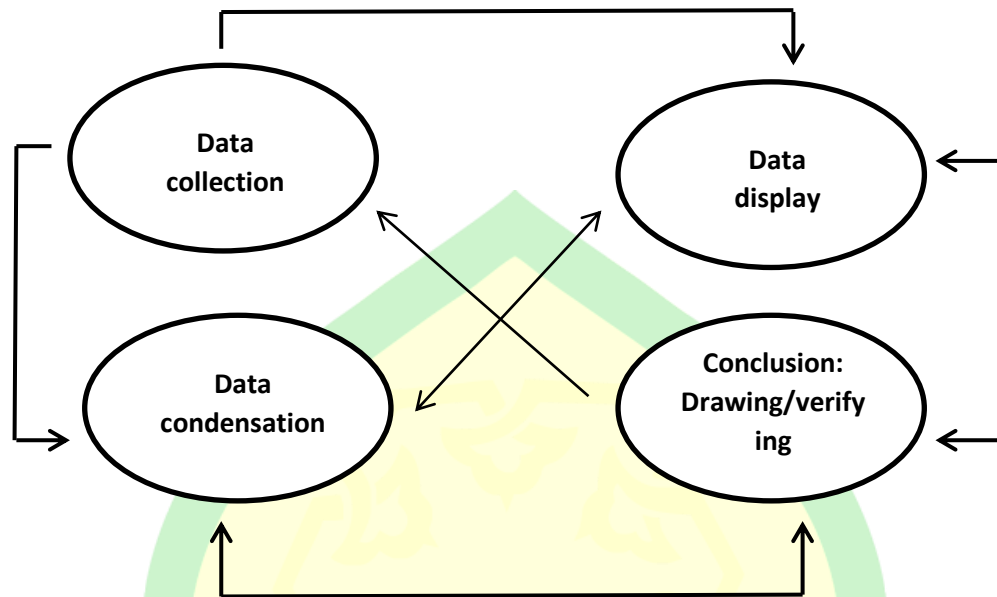 Data
collection
Data
display
Data
condensation
Conclusion:
Drawing/verify
ing